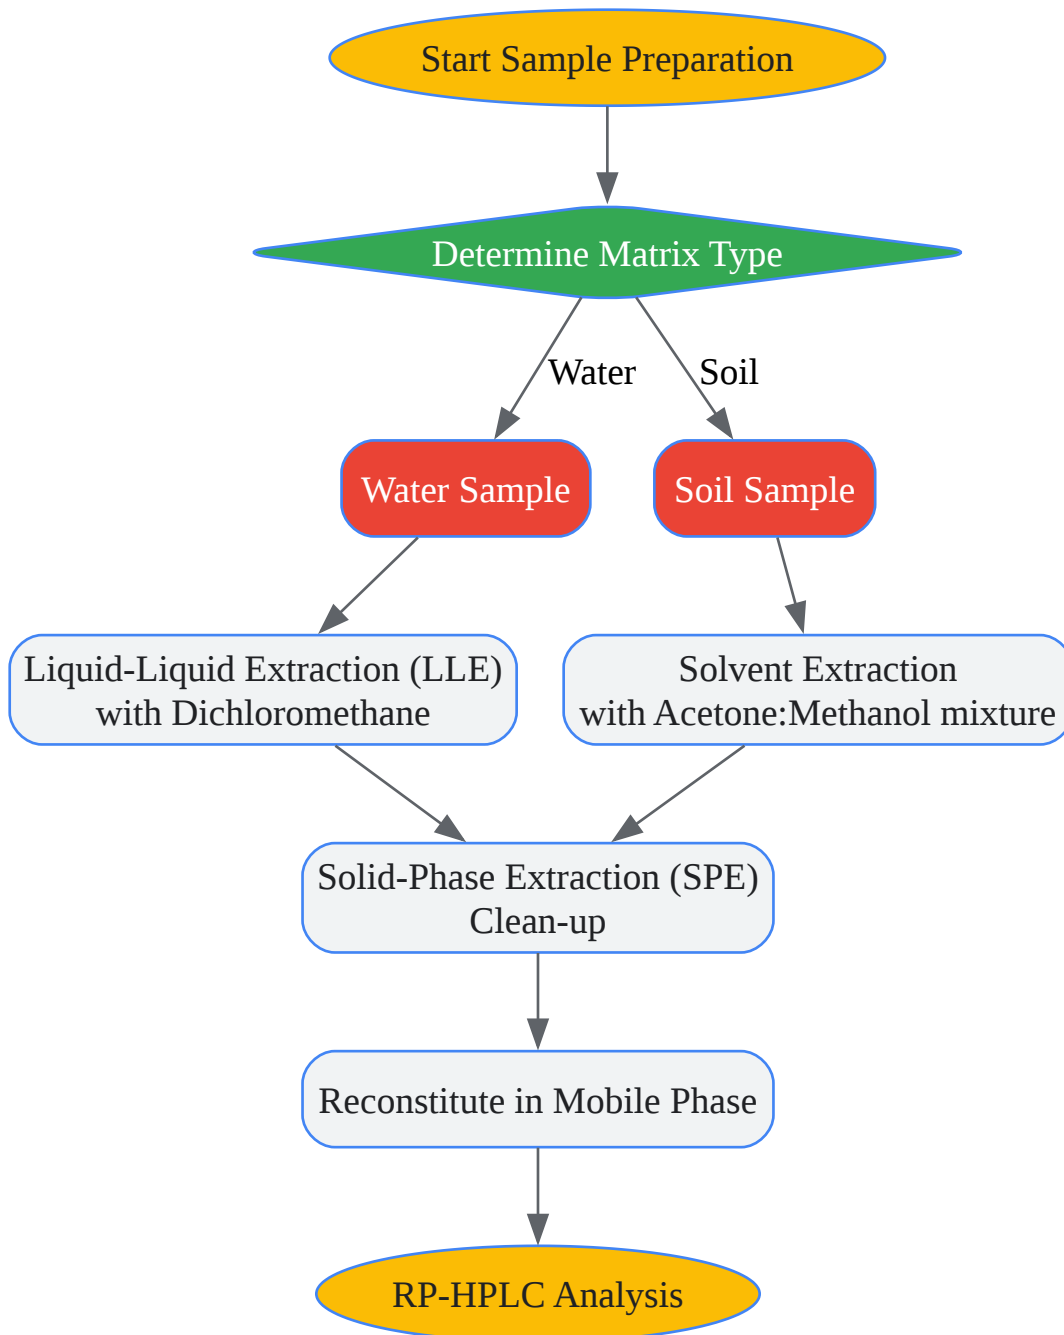 Start Sample Preparation
Determine Matrix Type
Water
Soil
Water Sample
Soil Sample
Liquid-Liquid Extraction (LLE)
with Dichloromethane
Solvent Extraction
with Acetone:Methanol mixture
Solid-Phase Extraction (SPE)
Clean-up
Reconstitute in Mobile Phase
RP-HPLC Analysis